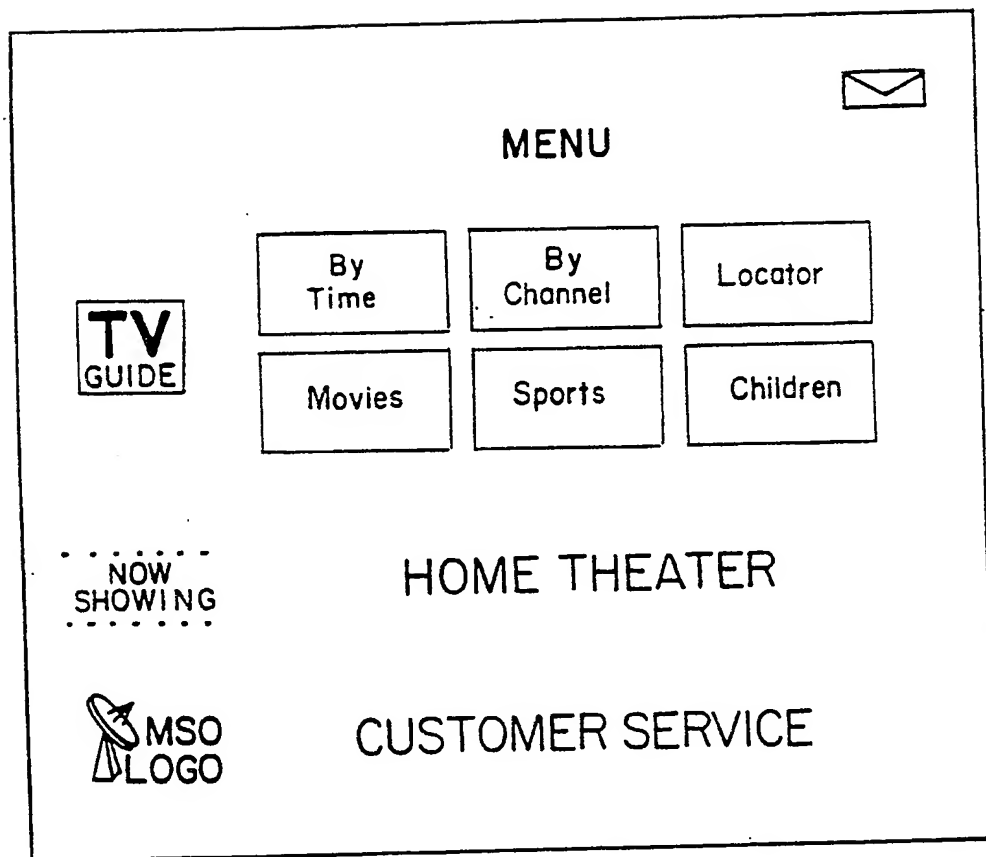 MENU
By
Time
By
Channel
Locator
TV
GUIDE
Movies
Sports
Children
NOW
SHOWING
HOME THEATER
MSO
LOGO
CUSTOMER SERVICE